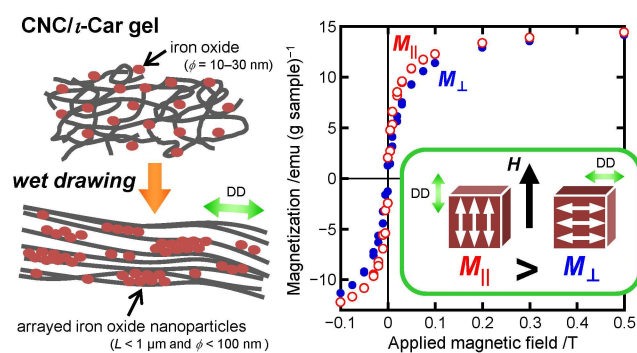 CNC/ι-Car gel
iron oxide
(ϕ = 10–30 nm)
wet drawing
DD
arrayed iron oxide nanoparticles
(L < 1 μm and ϕ < 100 nm )
Magnetization /emu (g sample)⁻¹
15
10
5
0
−5
−10
M||
M⊥
H
DD
DD
M|| > M⊥
−0.1 0 0.1 0.2 0.3 0.4 0.5
Applied magnetic field /T